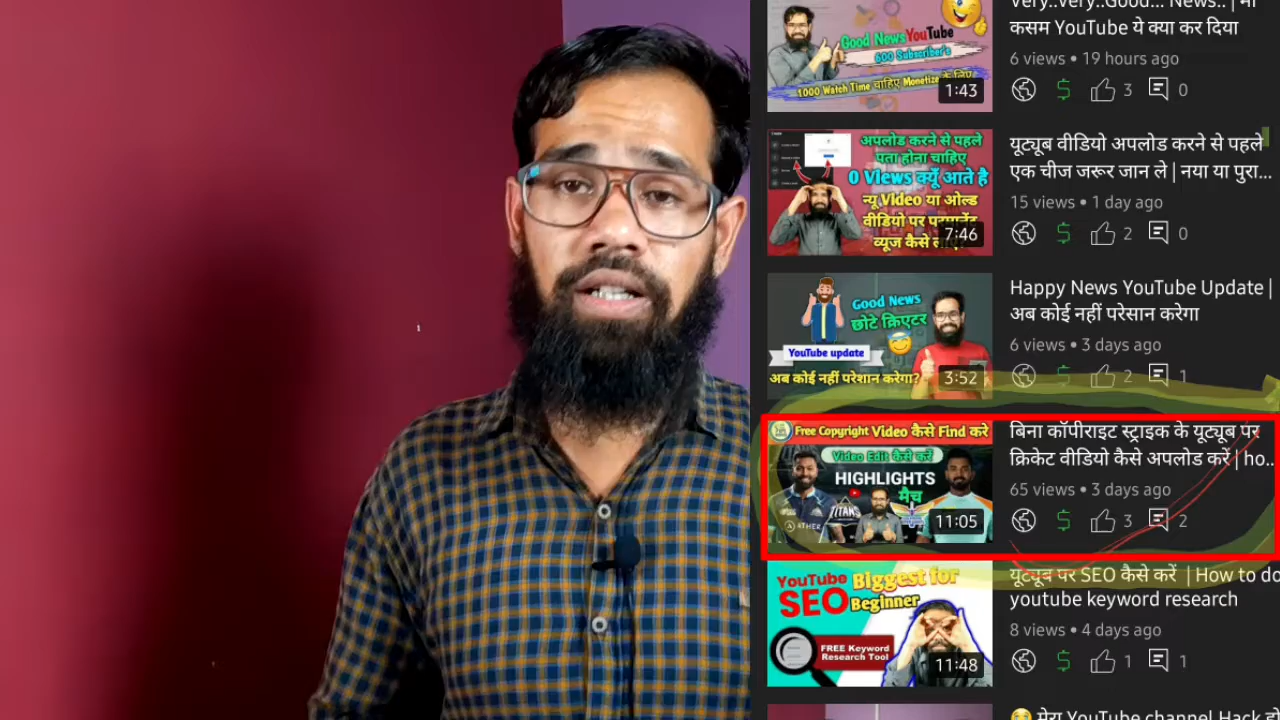 Very..Very..Good... News.. | माँ
कसम YouTube ये क्या कर दिया
6 views • 19 hours ago
3
0
Good News YouTube
600 Subscriber's
1000 Watch Time चाहिए Monetize के लिए
1:43
यूट्यूब वीडियो अपलोड करने से पहले
एक चीज जरूर जान ले | नया या पुरा...
15 views • 1 day ago
2
0
अपलोड करने से पहले
पता होना चाहिए
0 Views क्यूँ आते है
न्यू Video या ओल्ड
वीडियो पर परमानेंट
व्यूज कैसे
7:46
Happy News YouTube Update |
अब कोई नहीं परेसान करेगा
6 views • 3 days ago
2
1
Good News
छोटे क्रिएटर
YouTube update
अब कोई नहीं परेशान करेगा?
3:52
बिना कॉपीराइट स्ट्राइक के यूट्यूब पर
क्रिकेट वीडियो कैसे अपलोड करें | ho...
65 views • 3 days ago
3
2
Free Copyright Video कैसे Find करे
Video Edit कैसे करें
HIGHLIGHTS
मैच
TITANS
ATHER
11:05
यूट्यूब पर SEO कैसे करें | How to do
youtube keyword research
8 views • 4 days ago
1
1
YouTube Biggest for
SEO Beginner
FREE Keyword
Research Tool
11:48
मेरा YouTube channel Hack